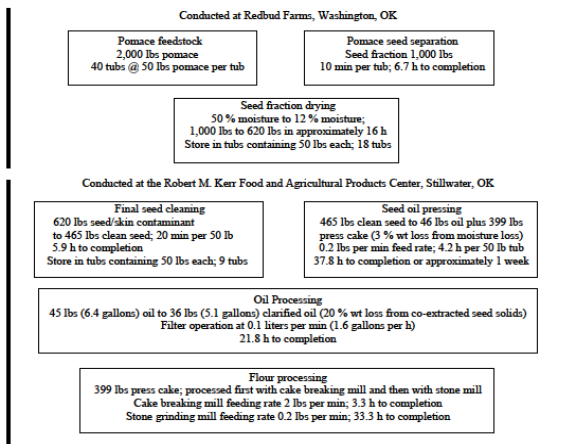 Conducted at Redbud Farms, Washington, OK
Pomace feedstock
2,000 lbs pomace
40 tubs @ 50 lbs pomace per tub
Pomace seed separation
Seed fraction 1,000 lbs
10 min per tub; 6.7 h to completion
Seed fraction drying
50 % moisture to 12 % moisture;
1,000 lbs to 620 lbs in approximately 16 h
Store in tubs containing 50 lbs each; 18 tubs
Conducted at the Robert M. Kerr Food and Agricultural Products Center, Stillwater, OK
Final seed cleaning
620 lbs seed/skin contaminant
to 465 lbs clean seed; 20 min per 50 lb
5.9 h to completion
Store in tubs containing 50 lbs each; 9 tubs
Seed oil pressing
465 lbs clean seed to 46 lbs oil plus 399 lbs
press cake (3 % wt loss from moisture loss)
0.2 lbs per min feed rate; 4.2 h per 50 lb tub
37.8 h to completion or approximately 1 week
Oil Processing
45 lbs (6.4 gallons) oil to 36 lbs (5.1 gallons) clarified oil (20 % wt loss from co-extracted seed solids)
Filter operation at 0.1 liters per min (1.6 gallons per h)
21.8 h to completion
Flour processing
399 lbs press cake; processed first with cake breaking mill and then with stone mill
Cake breaking mill feeding rate 2 lbs per min; 3.3 h to completion
Stone grinding mill feeding rate 0.2 lbs per min; 33.3 h to completion